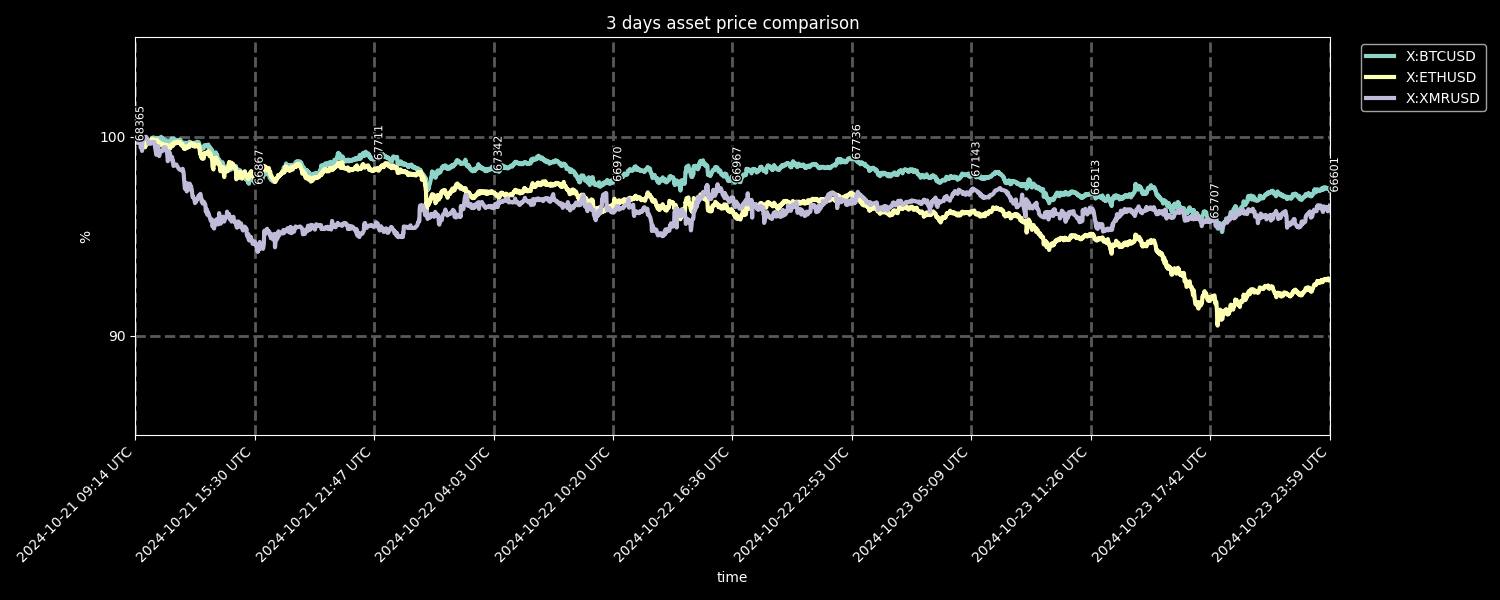 3 days asset price comparison
X:BTCUSD
X:ETHUSD
X:XMRUSD
%
100
90
68365
66867
67711
67342
66970
66967
67736
67143
66513
65707
66601
2024-10-21 09:14 UTC
2024-10-21 15:30 UTC
2024-10-21 21:47 UTC
2024-10-22 04:03 UTC
2024-10-22 10:20 UTC
2024-10-22 16:36 UTC
2024-10-22 22:53 UTC
2024-10-23 05:09 UTC
2024-10-23 11:26 UTC
2024-10-23 17:42 UTC
2024-10-23 23:59 UTC
time